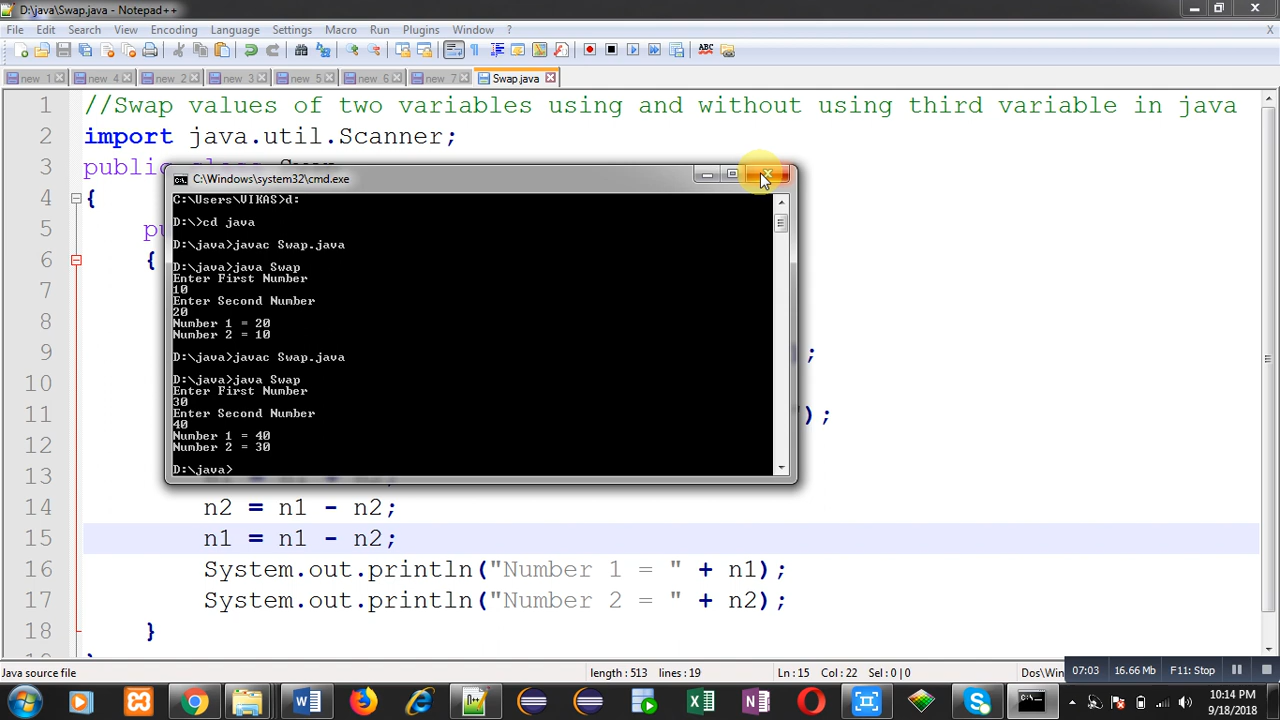 D:\java\Swap.java - Notepad++
File Edit Search View Encoding Language Settings Macro Run Plugins Window ? X
new 1 new 4 new 2 new 3 new 5 new 6 new 7 Swap.java
1 //Swap values of two variables using and without using third variable in java
2 import java.util.Scanner;
3 public class Swap
4 {
5
6 {
7
8
9 ;
10
11 );
12
13
14 n2 = n1 - n2;
15 n1 = n1 - n2;
16 System.out.println("Number 1 = " + n1);
17 System.out.println("Number 2 = " + n2);
18 }
C:\Windows\system32\cmd.exe
C:\Users\VIKAS>d:
D:\>cd java
D:\java>javac Swap.java
D:\java>java Swap
Enter First Number
10
Enter Second Number
20
Number 1 = 20
Number 2 = 10
D:\java>javac Swap.java
D:\java>java Swap
Enter First Number
30
Enter Second Number
40
Number 1 = 40
Number 2 = 30
D:\java>
Java source file length : 513 lines : 19 Ln : 15 Col : 22 Sel : 0 | 0 Dos\Win
07:03 16.66 Mb F11: Stop
10:14 PM
9/18/2018